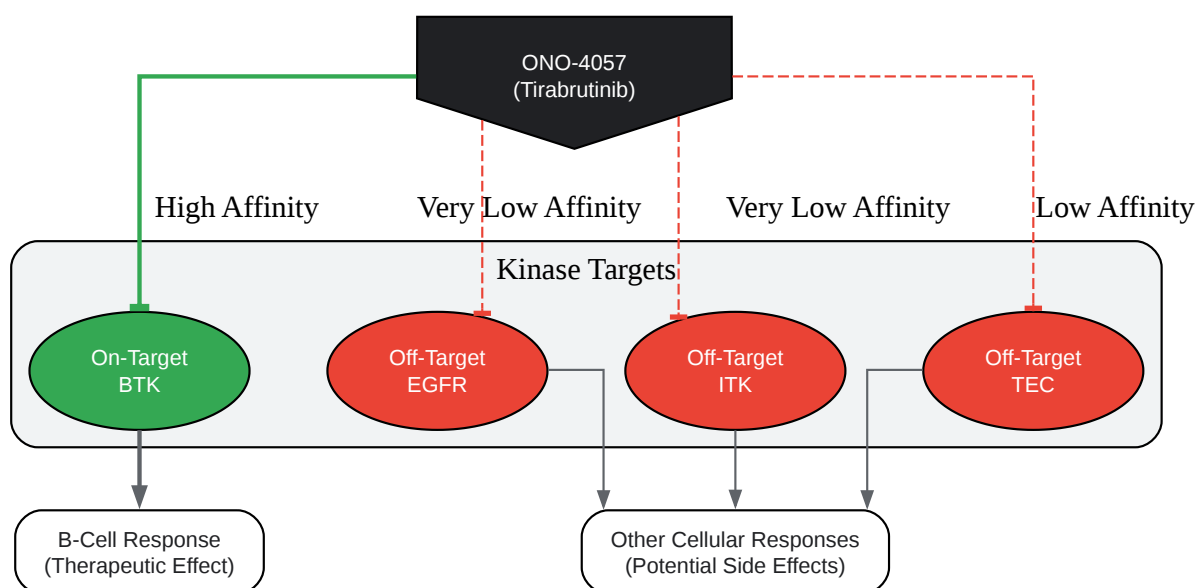 ONO-4057
(Tirabrutinib)
High Affinity
Very Low Affinity
Very Low Affinity
Low Affinity
Kinase Targets
On-Target
BTK
Off-Target
EGFR
Off-Target
ITK
Off-Target
TEC
B-Cell Response
(Therapeutic Effect)
Other Cellular Responses
(Potential Side Effects)